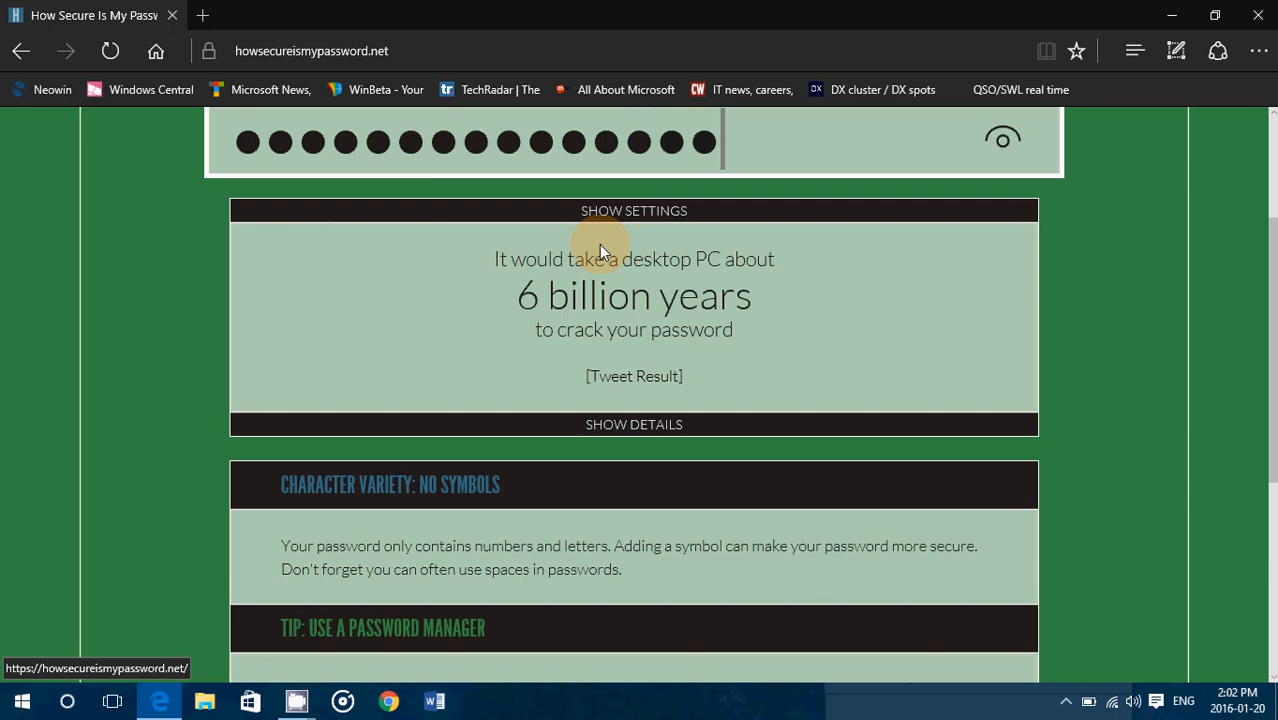 How Secure Is My Passw
howsecureismypassword.net
Neowin
Windows Central
Microsoft News,
WinBeta - Your
TechRadar | The
All About Microsoft
CW IT news, careers,
DX DX cluster / DX spots
QSO/SWL real time
SHOW SETTINGS
It would take a desktop PC about
6 billion years
to crack your password
[Tweet Result]
SHOW DETAILS
CHARACTER VARIETY: NO SYMBOLS
Your password only contains numbers and letters. Adding a symbol can make your password more secure.
Don't forget you can often use spaces in passwords.
TIP: USE A PASSWORD MANAGER
https://howsecureismypassword.net/
ENG
2:02 PM
2016-01-20